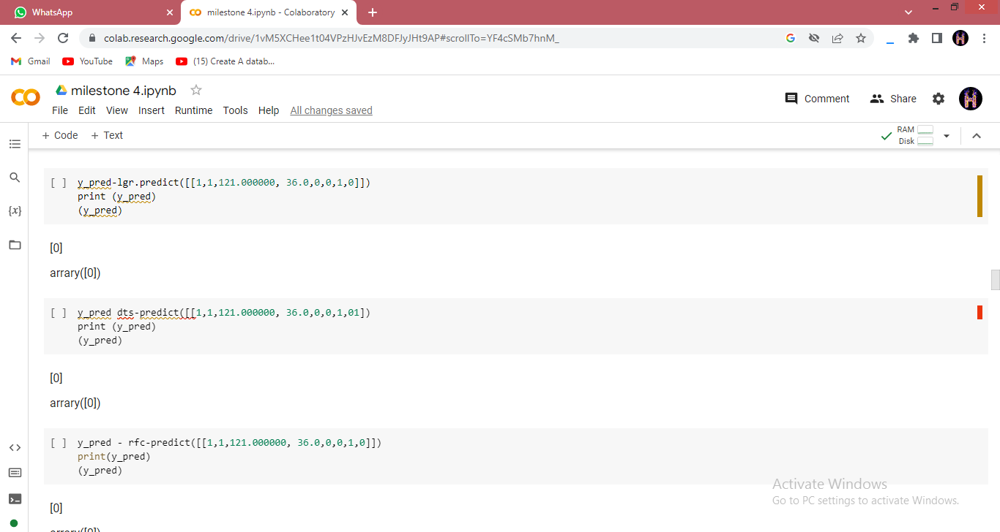 WhatsApp
milestone 4.ipynb - Colaboratory
colab.research.google.com/drive/1vM5XCHee1t04VPzHJvEzM8DFJyJHt9AP#scrollTo=YF4cSMb7hnM_
Gmail YouTube Maps (15) Create A datab...
milestone 4.ipynb
File Edit View Insert Runtime Tools Help All changes saved
Comment Share
+ Code + Text
RAM
Disk
{x}
[ ] y_pred-lgr.predict([[1,1,121.000000, 36.0,0,0,1,0]])
print (y_pred)
(y_pred)
[0]
arrary([0])
[ ] y_pred dts-predict([[1,1,121.000000, 36.0,0,0,1,01])
print (y_pred)
(y_pred)
[0]
arrary([0])
[ ] y_pred - rfc-predict([[1,1,121.000000, 36.0,0,0,1,0]])
print(y_pred)
(y_pred)
[0]
arrary([0])
Activate Windows
Go to PC settings to activate Windows.